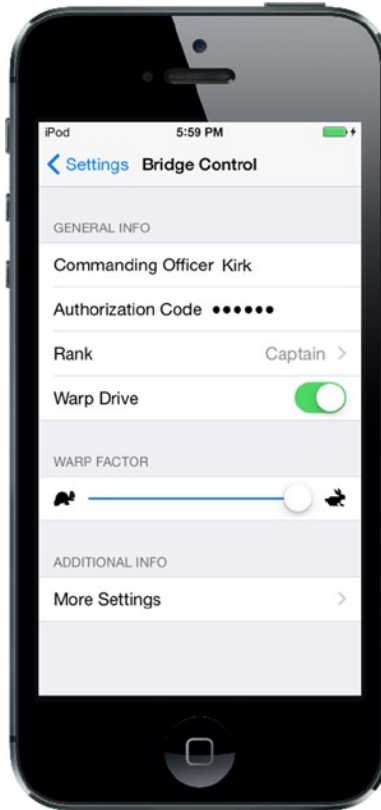 iPod 5:59 PM
Settings Bridge Control
GENERAL INFO
Commanding Officer Kirk
Authorization Code ••••••
Rank Captain
Warp Drive
WARP FACTOR
ADDITIONAL INFO
More Settings